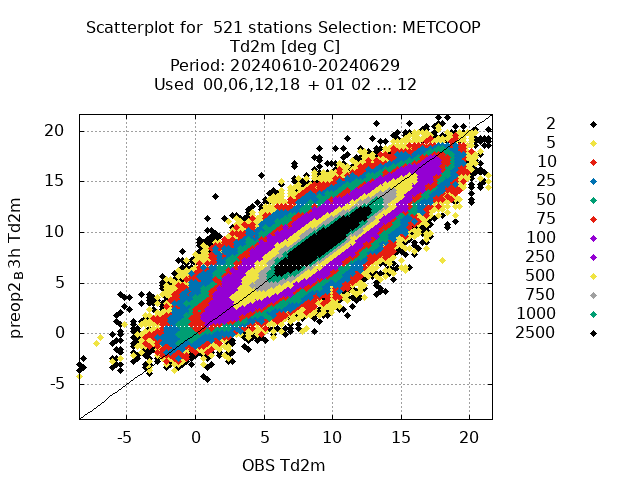 Scatterplot for  521 stations Selection: METCOOP
Td2m [deg C]
Period: 20240610-20240629
Used  00,06,12,18 + 01 02 ... 12
20
15
10
5
0
-5
preop2_B3h Td2m
-5 0 5 10 15 20
OBS Td2m
2
5
10
25
50
75
100
250
500
750
1000
2500